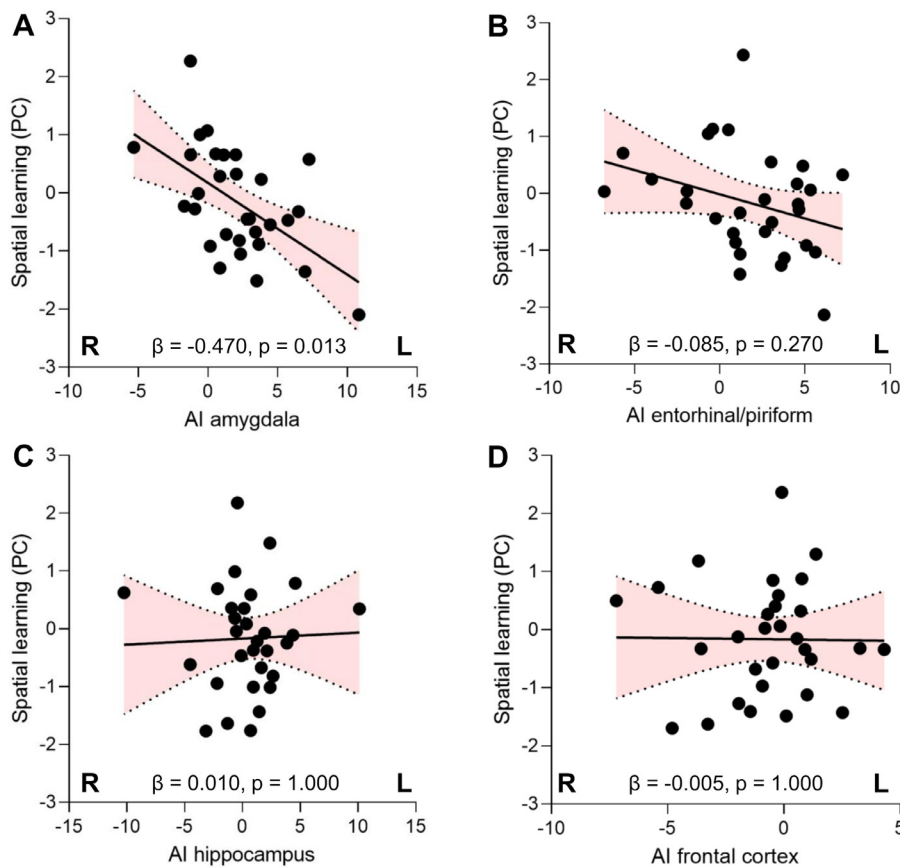 A
Spatial learning (PC)
3
2
1
0
-1
-2
-3
R
β = -0.470, p = 0.013
L
-10
-5
0
5
10
15
AI amygdala
B
Spatial learning (PC)
3
2
1
0
-1
-2
-3
R
β = -0.085, p = 0.270
L
-10
-5
0
5
10
AI entorhinal/piriform
C
Spatial learning (PC)
3
2
1
0
-1
-2
-3
R
β = 0.010, p = 1.000
L
-15
-10
-5
0
5
10
15
AI hippocampus
D
Spatial learning (PC)
3
2
1
0
-1
-2
-3
R
β = -0.005, p = 1.000
L
-10
-5
0
5
AI frontal cortex